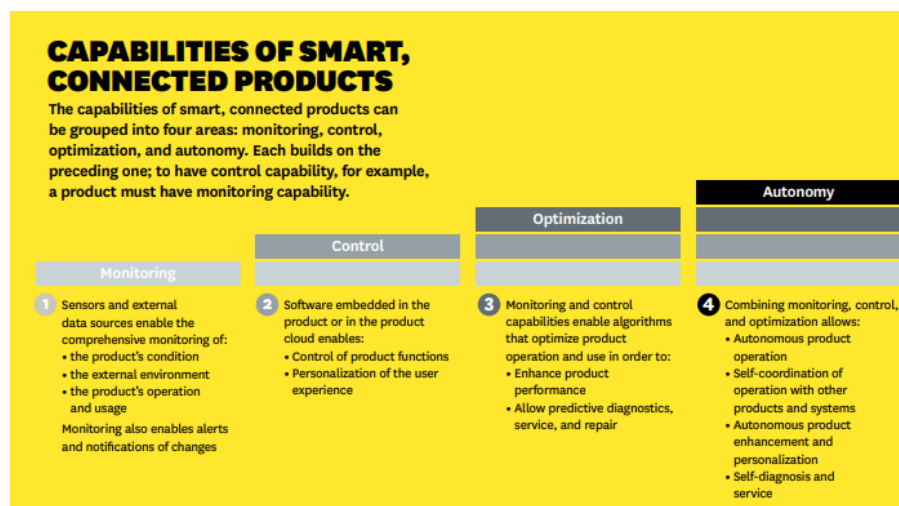 CAPABILITIES OF SMART,
CONNECTED PRODUCTS
The capabilities of smart, connected products can
be grouped into four areas: monitoring, control,
optimization, and autonomy. Each builds on the
preceding one; to have control capability, for example,
a product must have monitoring capability.
Monitoring
1 Sensors and external
data sources enable the
comprehensive monitoring of:
• the product's condition
• the external environment
• the product's operation
and usage
Monitoring also enables alerts
and notifications of changes
Control
2 Software embedded in the
product or in the product
cloud enables:
• Control of product functions
• Personalization of the user
experience
Optimization
3 Monitoring and control
capabilities enable algorithms
that optimize product
operation and use in order to:
• Enhance product
performance
• Allow predictive diagnostics,
service, and repair
Autonomy
4 Combining monitoring, control,
and optimization allows:
• Autonomous product
operation
• Self-coordination of
operation with other
products and systems
• Autonomous product
enhancement and
personalization
• Self-diagnosis and
service